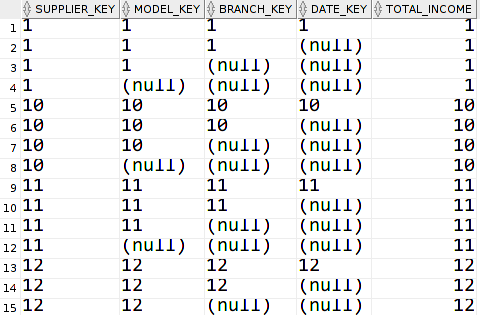 SUPPLIER_KEY MODEL_KEY BRANCH_KEY DATE_KEY TOTAL_INCOME
1 1 1 1 1 1
2 1 1 1 (null) 1
3 1 1 (null) (null) 1
4 1 (null) (null) (null) 1
5 10 10 10 10 10
6 10 10 10 (null) 10
7 10 10 (null) (null) 10
8 10 (null) (null) (null) 10
9 11 11 11 11 11
10 11 11 11 (null) 11
11 11 11 (null) (null) 11
12 11 (null) (null) (null) 11
13 12 12 12 12 12
14 12 12 12 (null) 12
15 12 12 (null) (null) 12